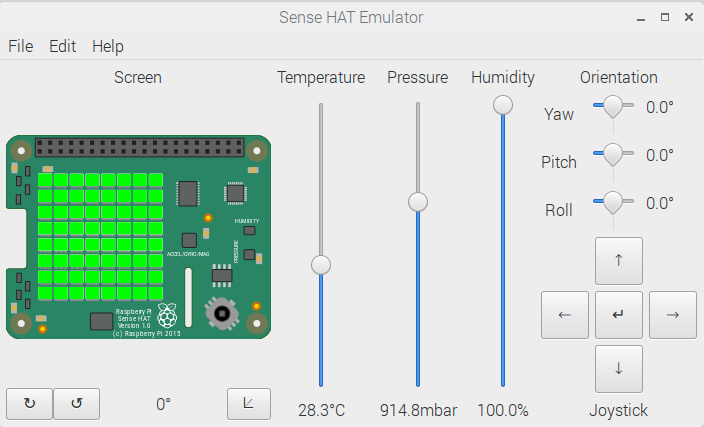 Sense HAT Emulator
File Edit Help
Screen
Temperature
Pressure
Humidity
Orientation
Yaw
0.0°
Pitch
0.0°
Roll
0.0°
HUMIDITY
PRESSURE
ACCEL/GYRO/MAG
Raspberry Pi
Sense HAT
Version 1.0
(c) Raspberry Pi 2015
0°
28.3°C
914.8mbar
100.0%
Joystick